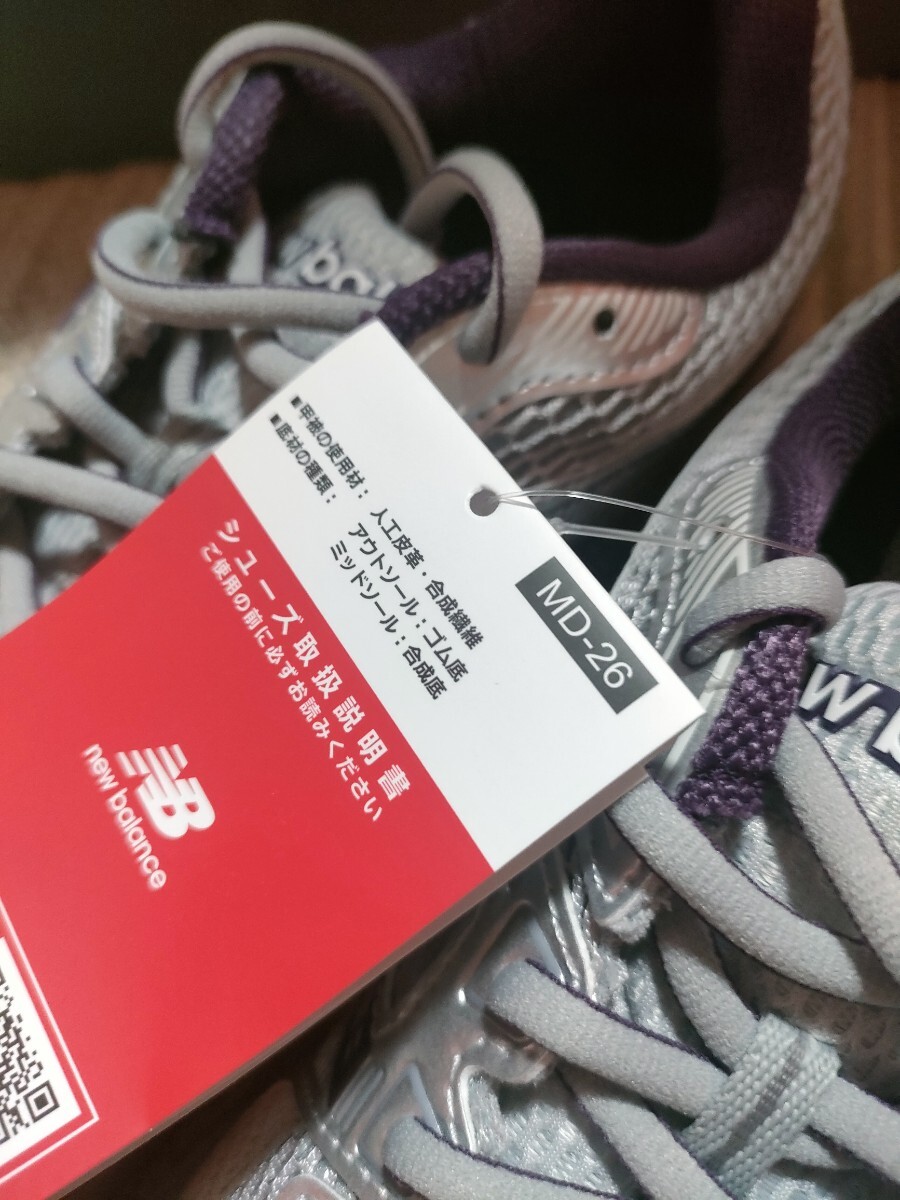 ■甲被の使用材： 人工皮革・合成繊維
■底材の種類： アウトソール：ゴム底
ミッドソール：合成底
MD-26
シューズ取扱説明書
ご使用の前に必ずお読みください
NB
new balance